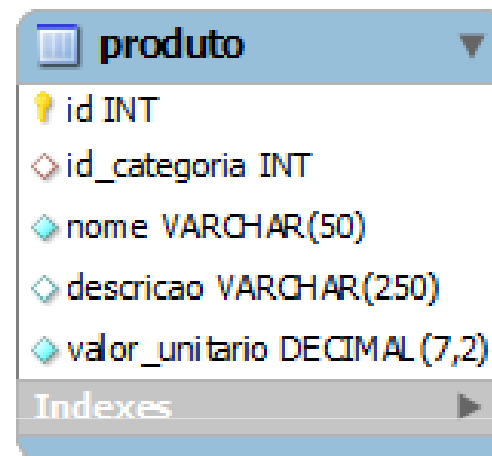 produto
id INT
id_categoria INT
nome VARCHAR(50)
descricao VARCHAR(250)
valor_unitario DECIMAL(7,2)
Indexes